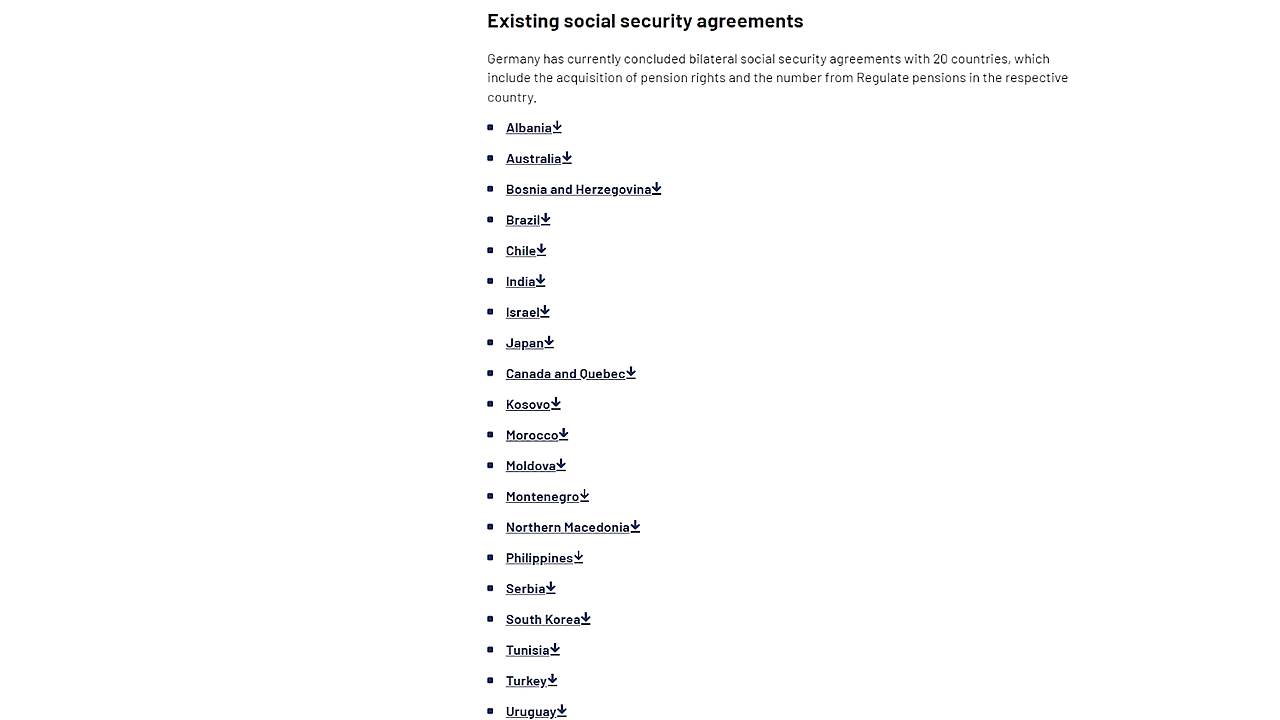 Existing social security agreements
Germany has currently concluded bilateral social security agreements with 20 countries, which
include the acquisition of pension rights and the number from Regulate pensions in the respective
country.
Albania
Australia
Bosnia and Herzegovina
Brazil
Chile
India
Israel
Japan
Canada and Quebec
Kosovo
Morocco
Moldova
Montenegro
Northern Macedonia
Philippines
Serbia
South Korea
Tunisia
Turkey
Uruguay